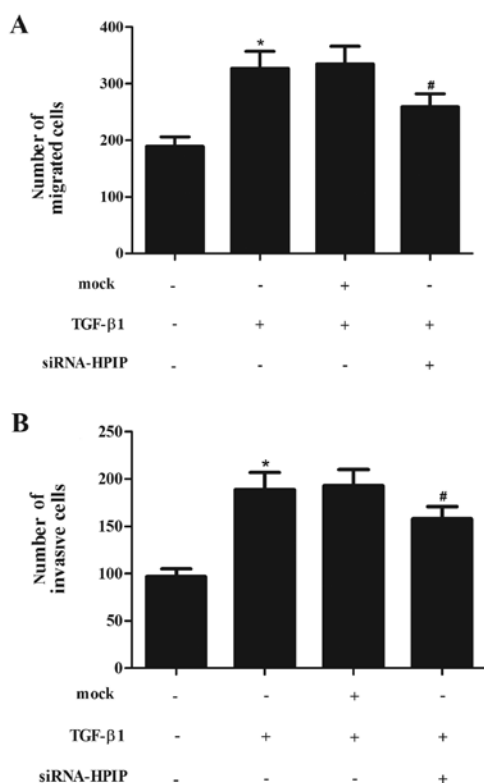 A
Number of
migrated cells
400
300
200
100
0
*
#
mock - - + -
TGF-β1 - + + +
siRNA-HPIP - - - +
B
Number of
invasive cells
250
200
150
100
50
0
*
#
mock - - + -
TGF-β1 - + + +
siRNA-HPIP - - - +